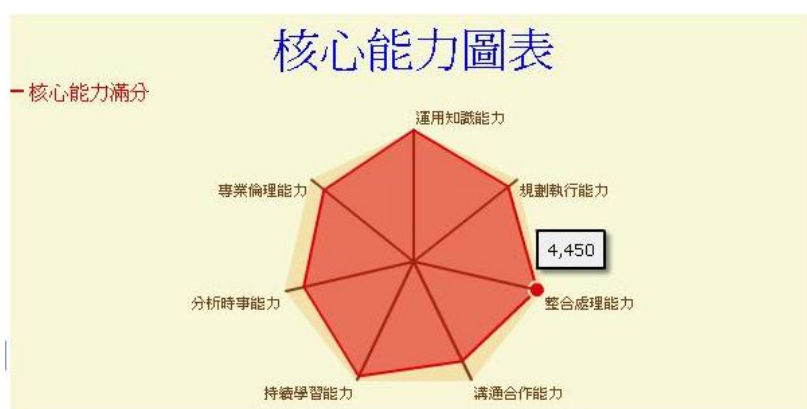 核心能力圖表
核心能力滿分
運用知識能力
專業倫理能力
規劃執行能力
4,450
分析時事能力
整合處理能力
持續學習能力
溝通合作能力